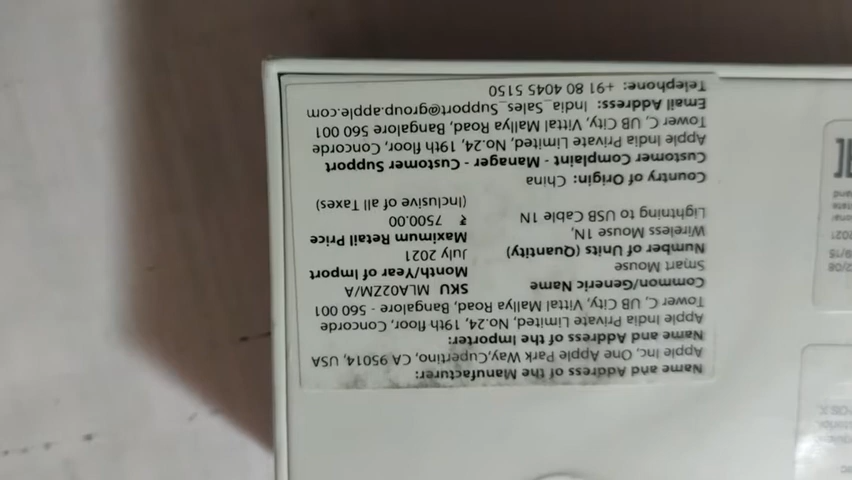 Name and Address of the Manufacturer:
Apple Inc, One Apple Park Way,Cupertino, CA 95014, USA
Name and Address of the Importer:
Apple India Private Limited, No.24, 19th floor, Concorde
Tower C, UB City, Vittal Mallya Road, Bangalore - 560 001
Common/Generic Name
Smart Mouse
Number of Units (Quantity)
Wireless Mouse 1N,
Lightning to USB Cable 1N
SKU MLA02ZM/A
Month/Year of Import
July 2021
Maximum Retail Price
₹ 7500.00
(Inclusive of all Taxes)
Country of Origin: China
Customer Complaint - Manager - Customer Support
Apple India Private Limited, No.24, 19th floor, Concorde
Tower C, UB City, Vittal Mallya Road, Bangalore 560 001
Email Address: India_Sales_Support@group.apple.com
Telephone: +91 80 4045 5150
2021